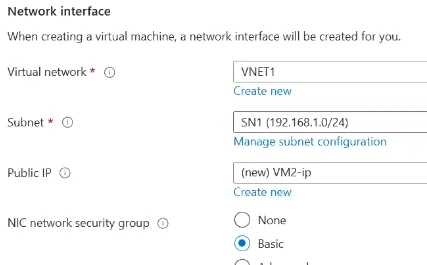 Network interface
When creating a virtual machine, a network interface will be created for you.
Virtual network *
VNET1
Create new
Subnet *
SN1 (192.168.1.0/24)
Manage subnet configuration
Public IP
(new) VM2-ip
Create new
NIC network security group
None
Basic